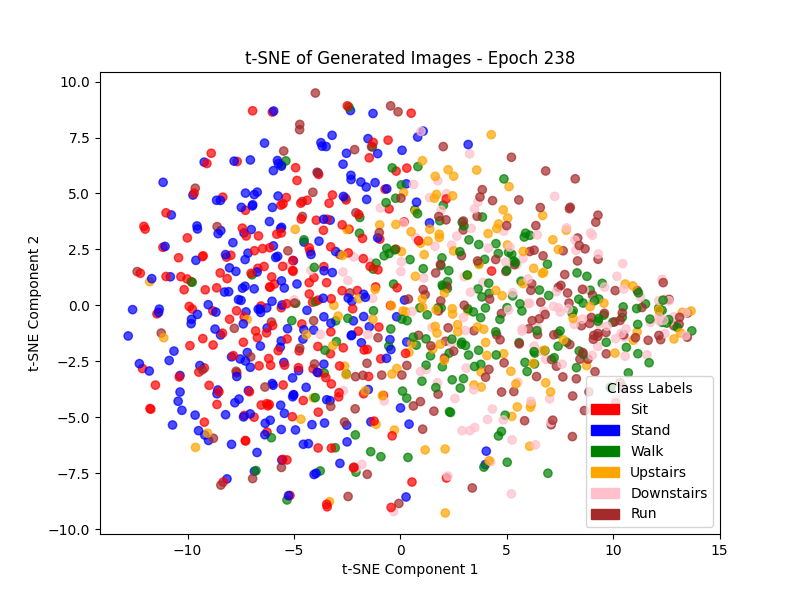 t-SNE of Generated Images - Epoch 238
10.0
7.5
5.0
2.5
0.0
−2.5
−5.0
−7.5
−10.0
t-SNE Component 2
Class Labels
Sit
Stand
Walk
Upstairs
Downstairs
Run
−10
−5
0
5
10
15
t-SNE Component 1